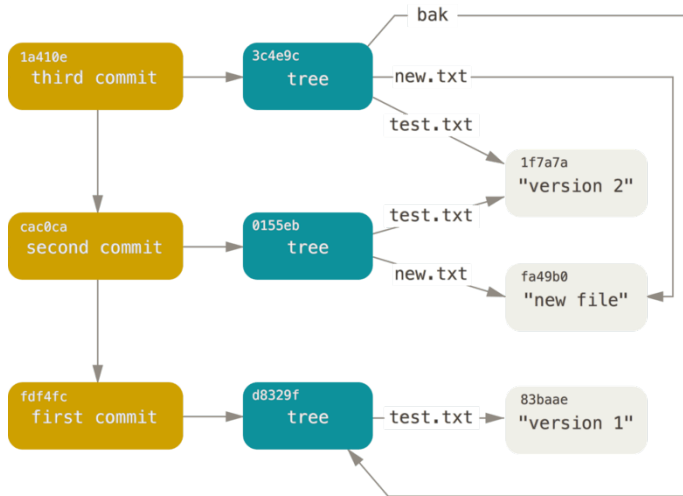 bak
1a410e
third commit
3c4e9c
tree
new.txt
test.txt
1f7a7a
"version 2"
cac0ca
second commit
0155eb
tree
test.txt
new.txt
fa49b0
"new file"
fdf4fc
first commit
d8329f
tree
test.txt
83baae
"version 1"